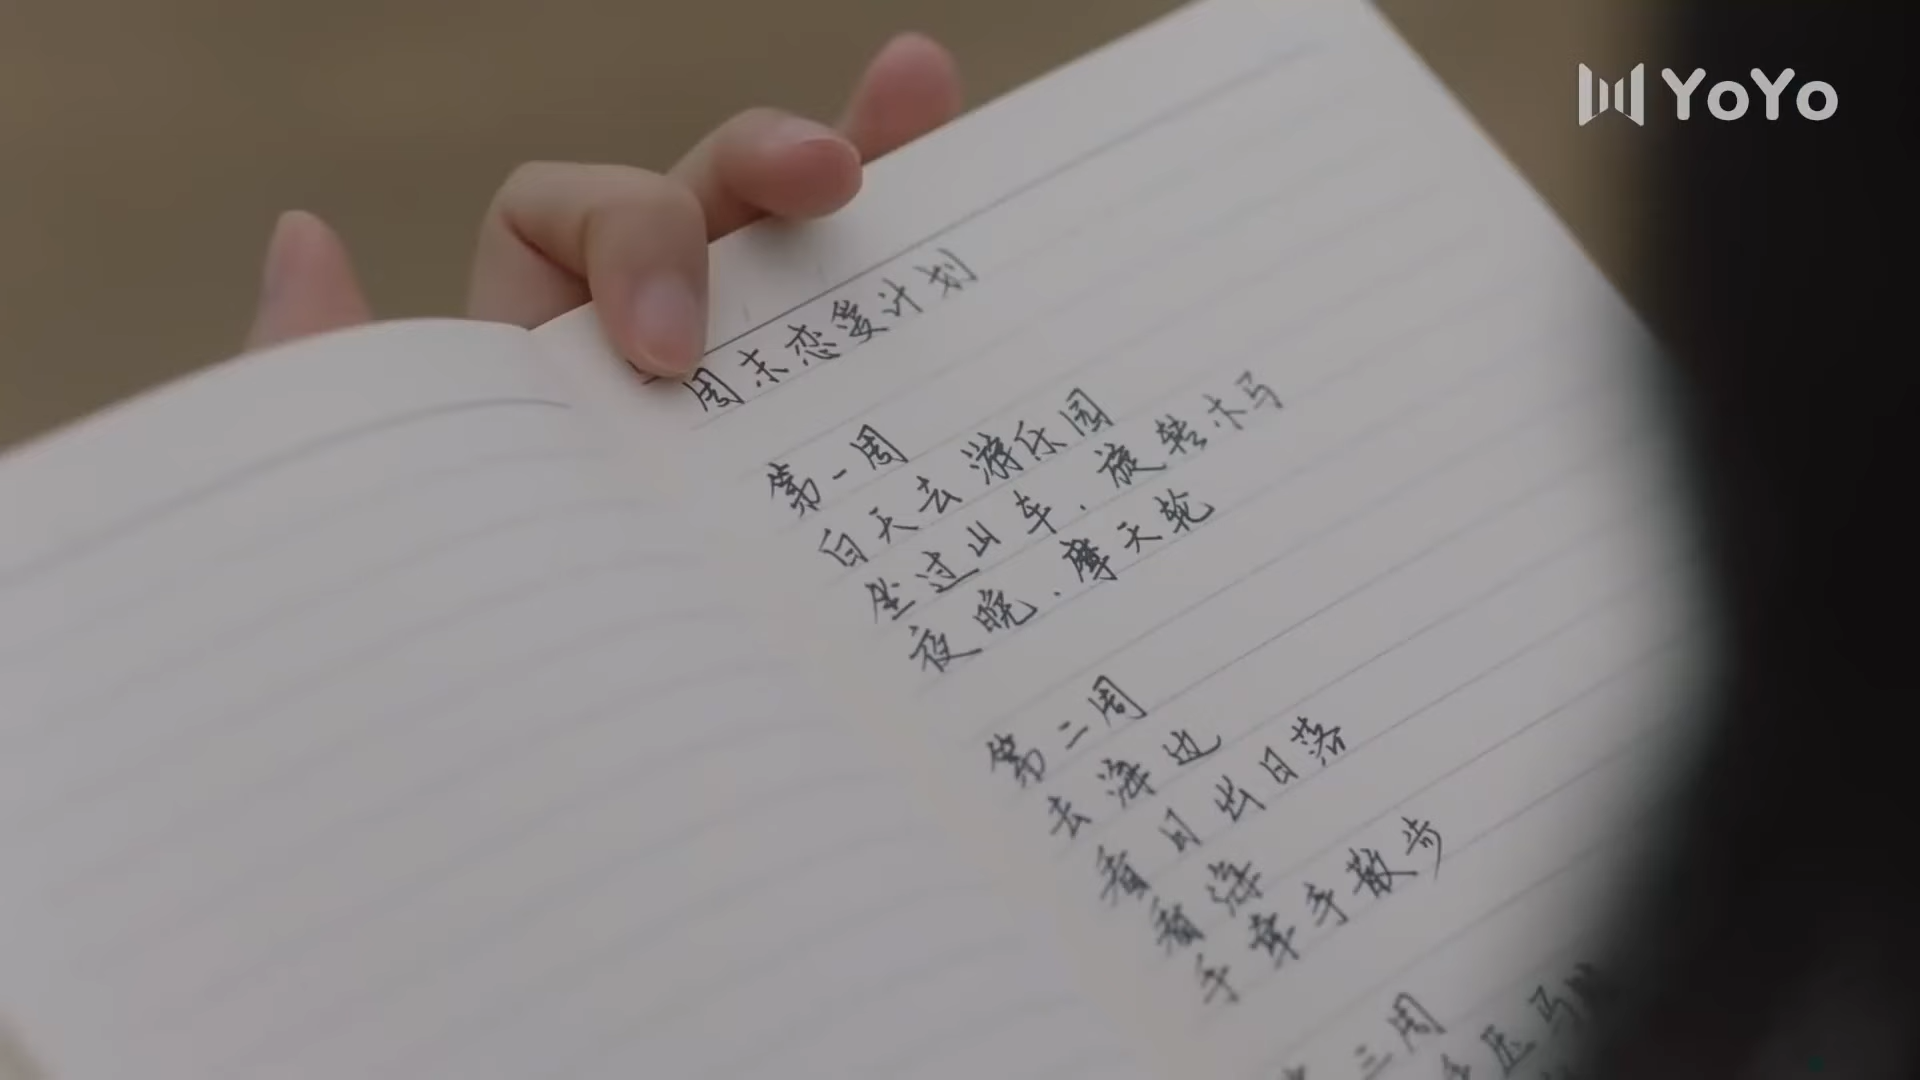 YoYo
周末恋爱计划
第一周
白天去游乐园
坐过山车.旋转木马
夜晚.摩天轮
第二周
去海边
看日出日落
看海
手牵手散步
三周
压马